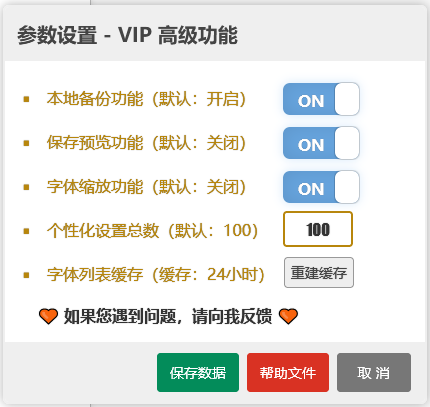 参数设置 - VIP 高级功能
本地备份功能（默认：开启） ON
保存预览功能（默认：关闭） ON
字体缩放功能（默认：关闭） ON
个性化设置总数（默认：100） 100
字体列表缓存（缓存：24小时） 重建缓存
如果您遇到问题，请向我反馈
保存数据 帮助文件 取 消